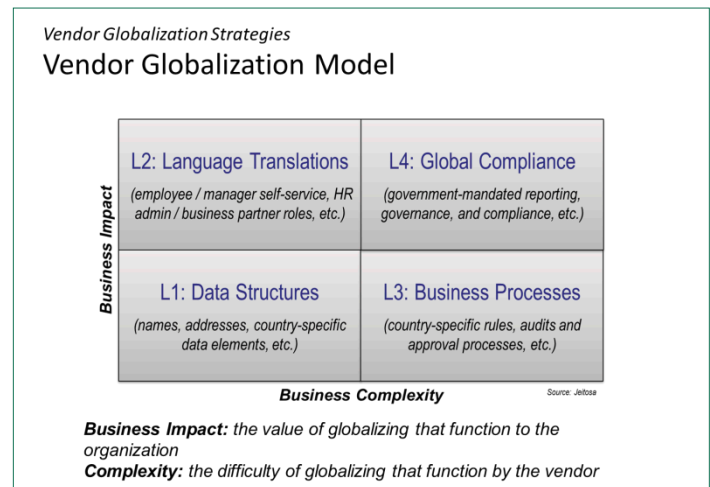 Vendor Globalization Strategies
Vendor Globalization Model
L2: Language Translations
(employee / manager self-service, HR
admin / business partner roles, etc.)
L4: Global Compliance
(government-mandated reporting,
governance, and compliance, etc.)
Business Impact
L1: Data Structures
(names, addresses, country-specific
data elements, etc.)
L3: Business Processes
(country-specific rules, audits and
approval processes, etc.)
Business Complexity
Source: Jeitosa
Business Impact: the value of globalizing that function to the
organization
Complexity: the difficulty of globalizing that function by the vendor